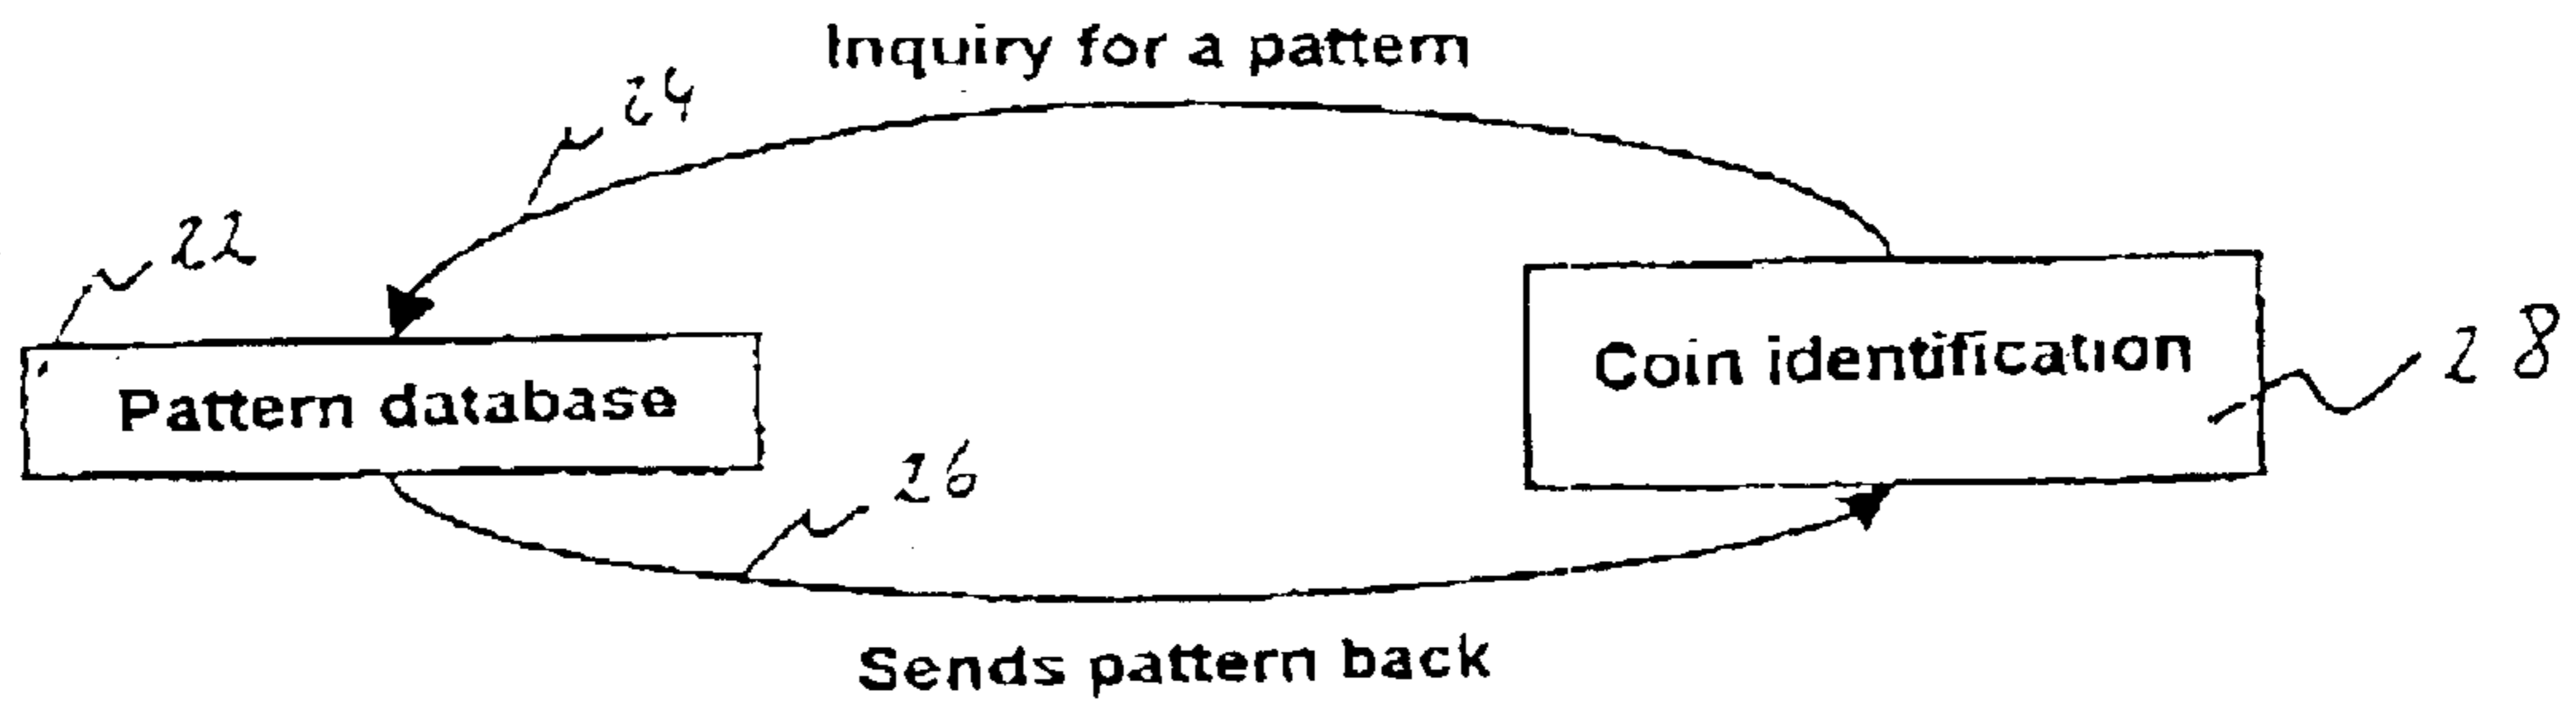 Inquiry for a pattern
24
22
Pattern database
Coin identification
28
26
Sends pattern back